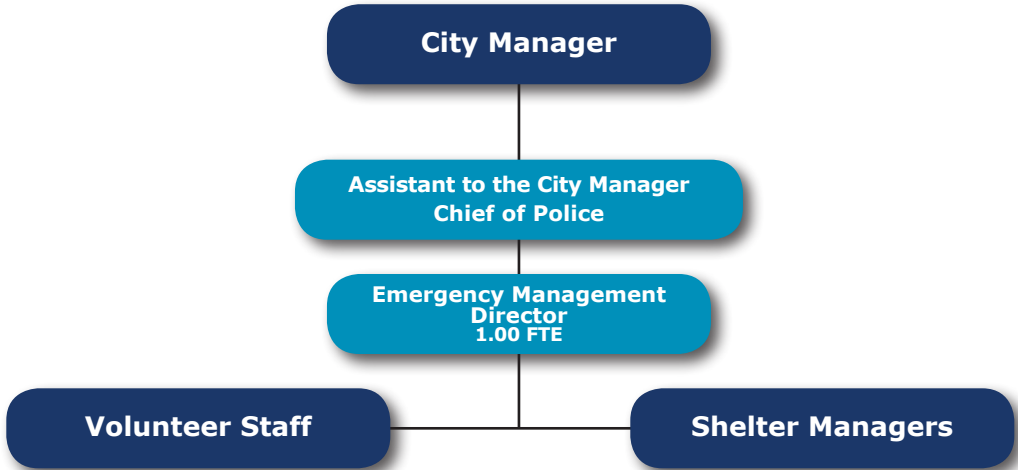 City Manager
Assistant to the City Manager
Chief of Police
Emergency Management
Director
1.00 FTE
Volunteer Staff
Shelter Managers